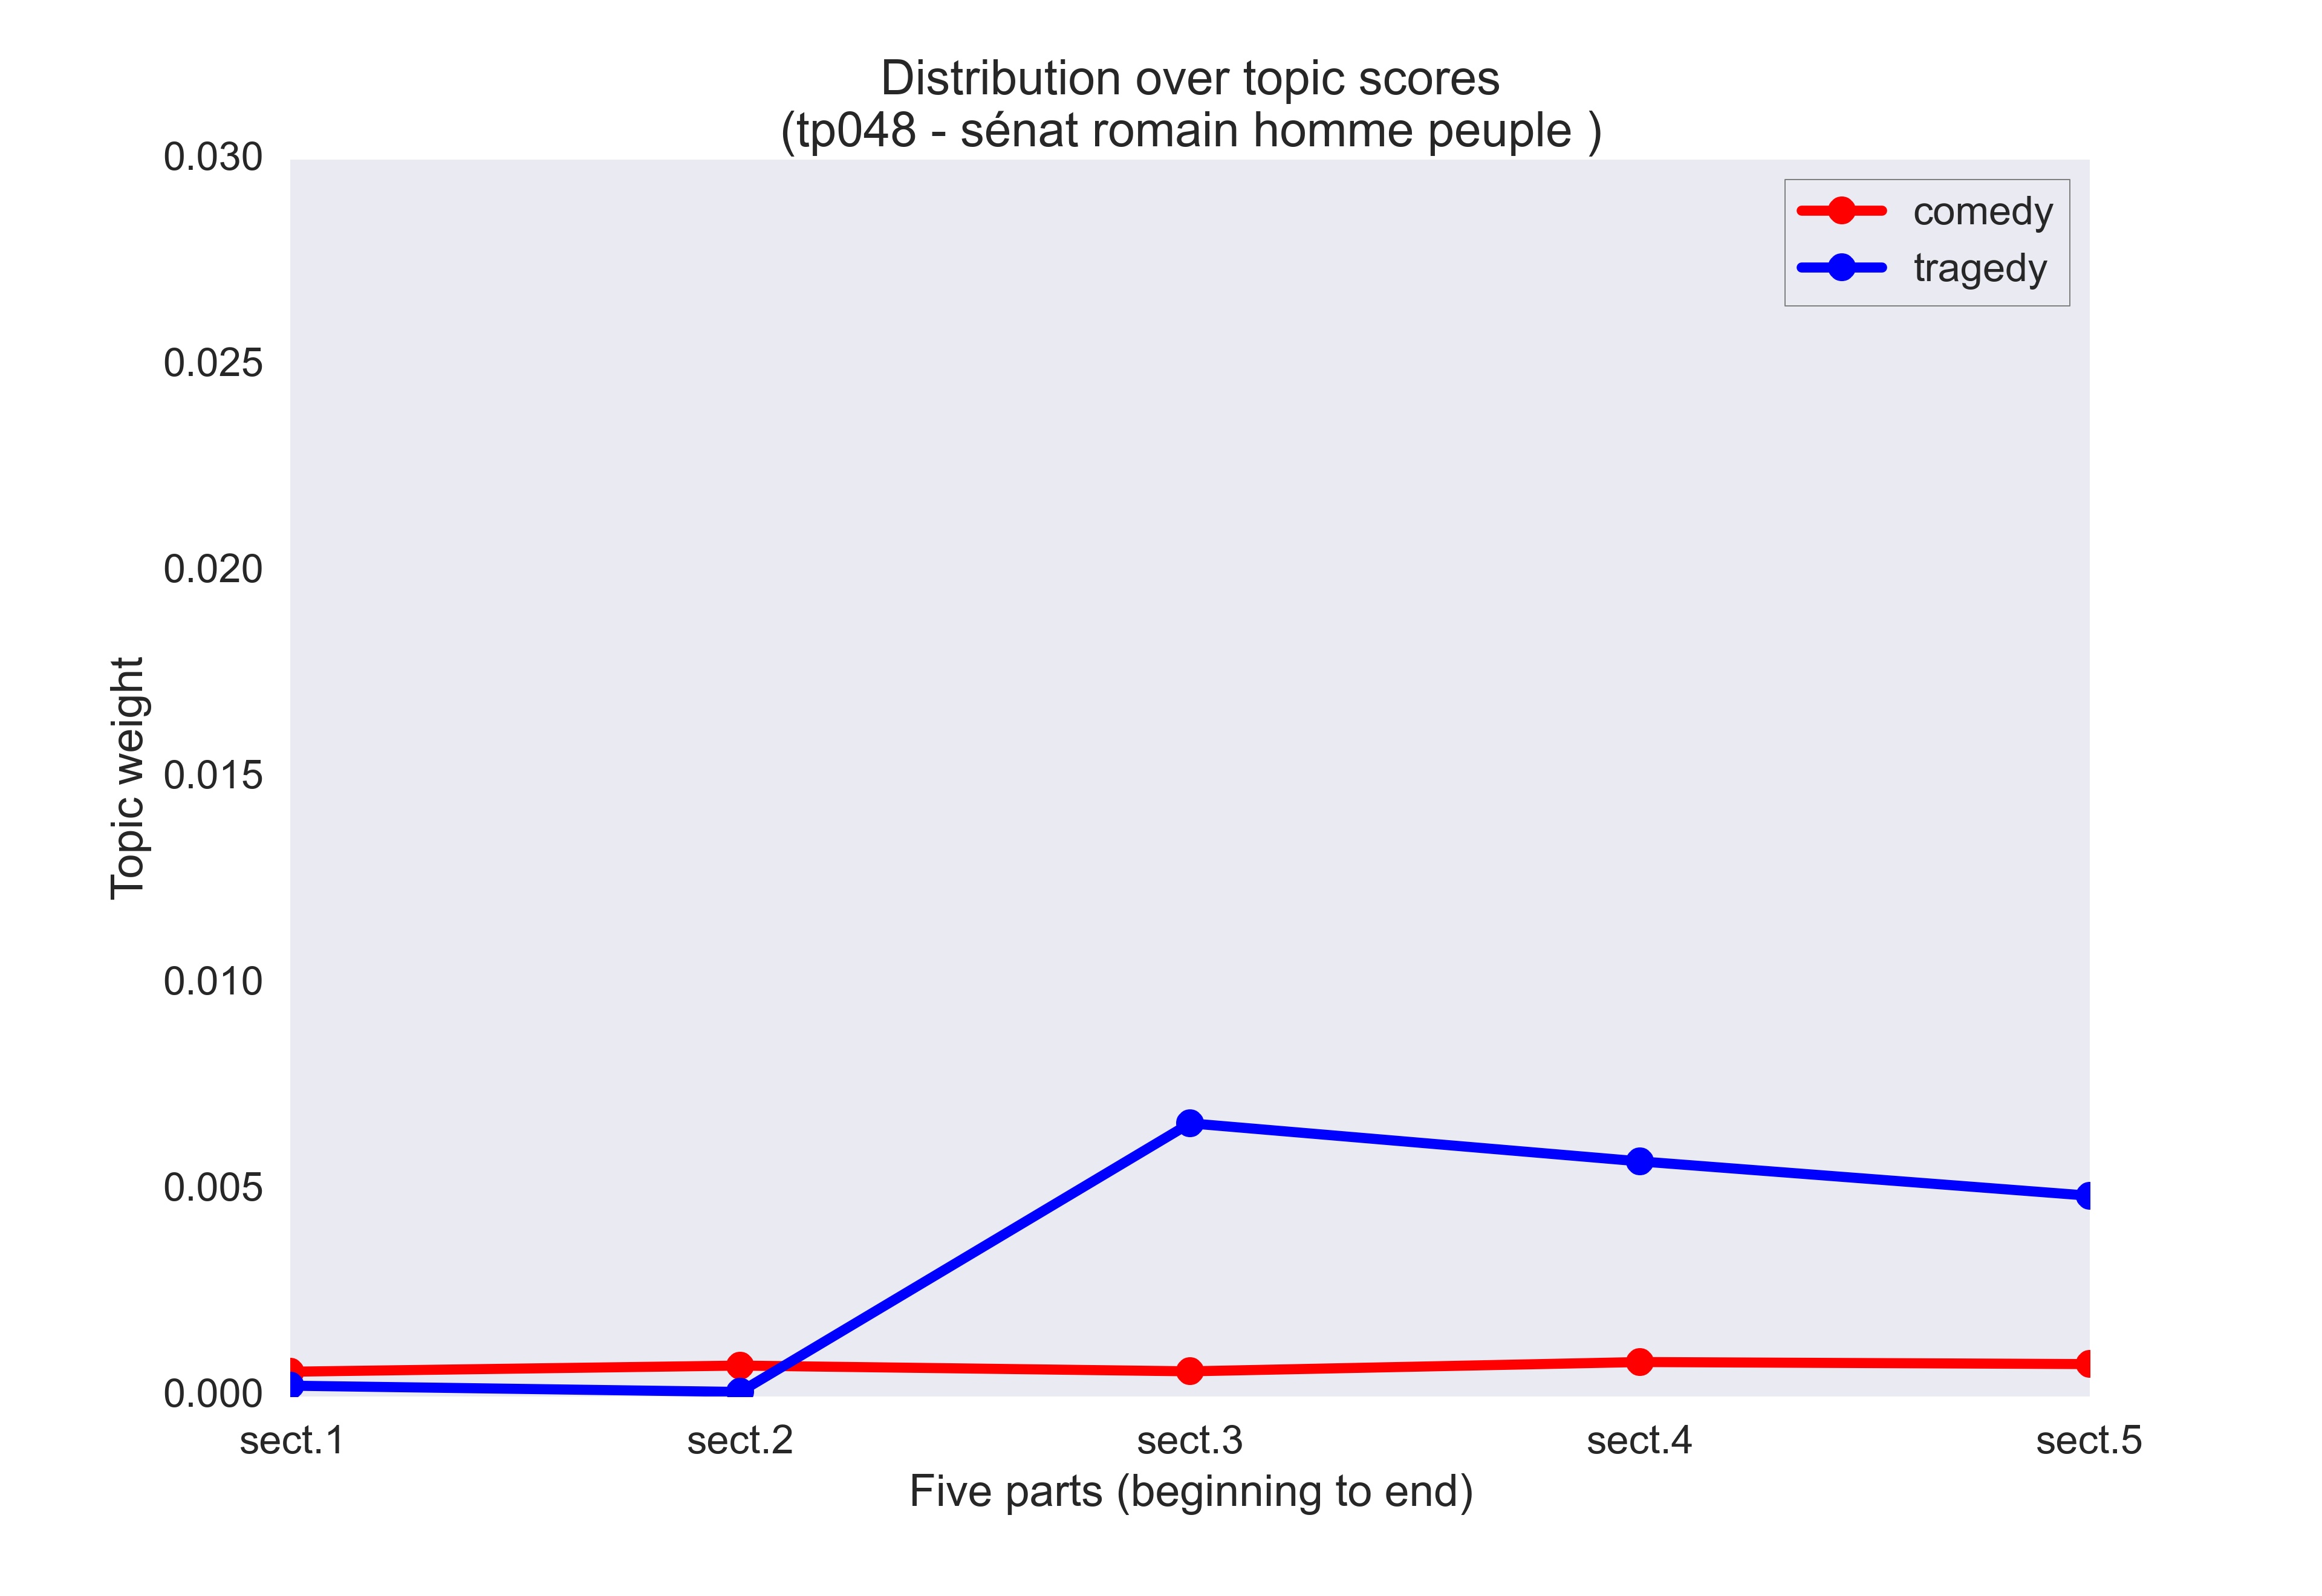 Distribution over topic scores
(tp048 - sénat romain homme peuple )
0.030
0.025
0.020
0.015
0.010
0.005
0.000
Topic weight
comedy
tragedy
sect.1
sect.2
sect.3
sect.4
sect.5
Five parts (beginning to end)